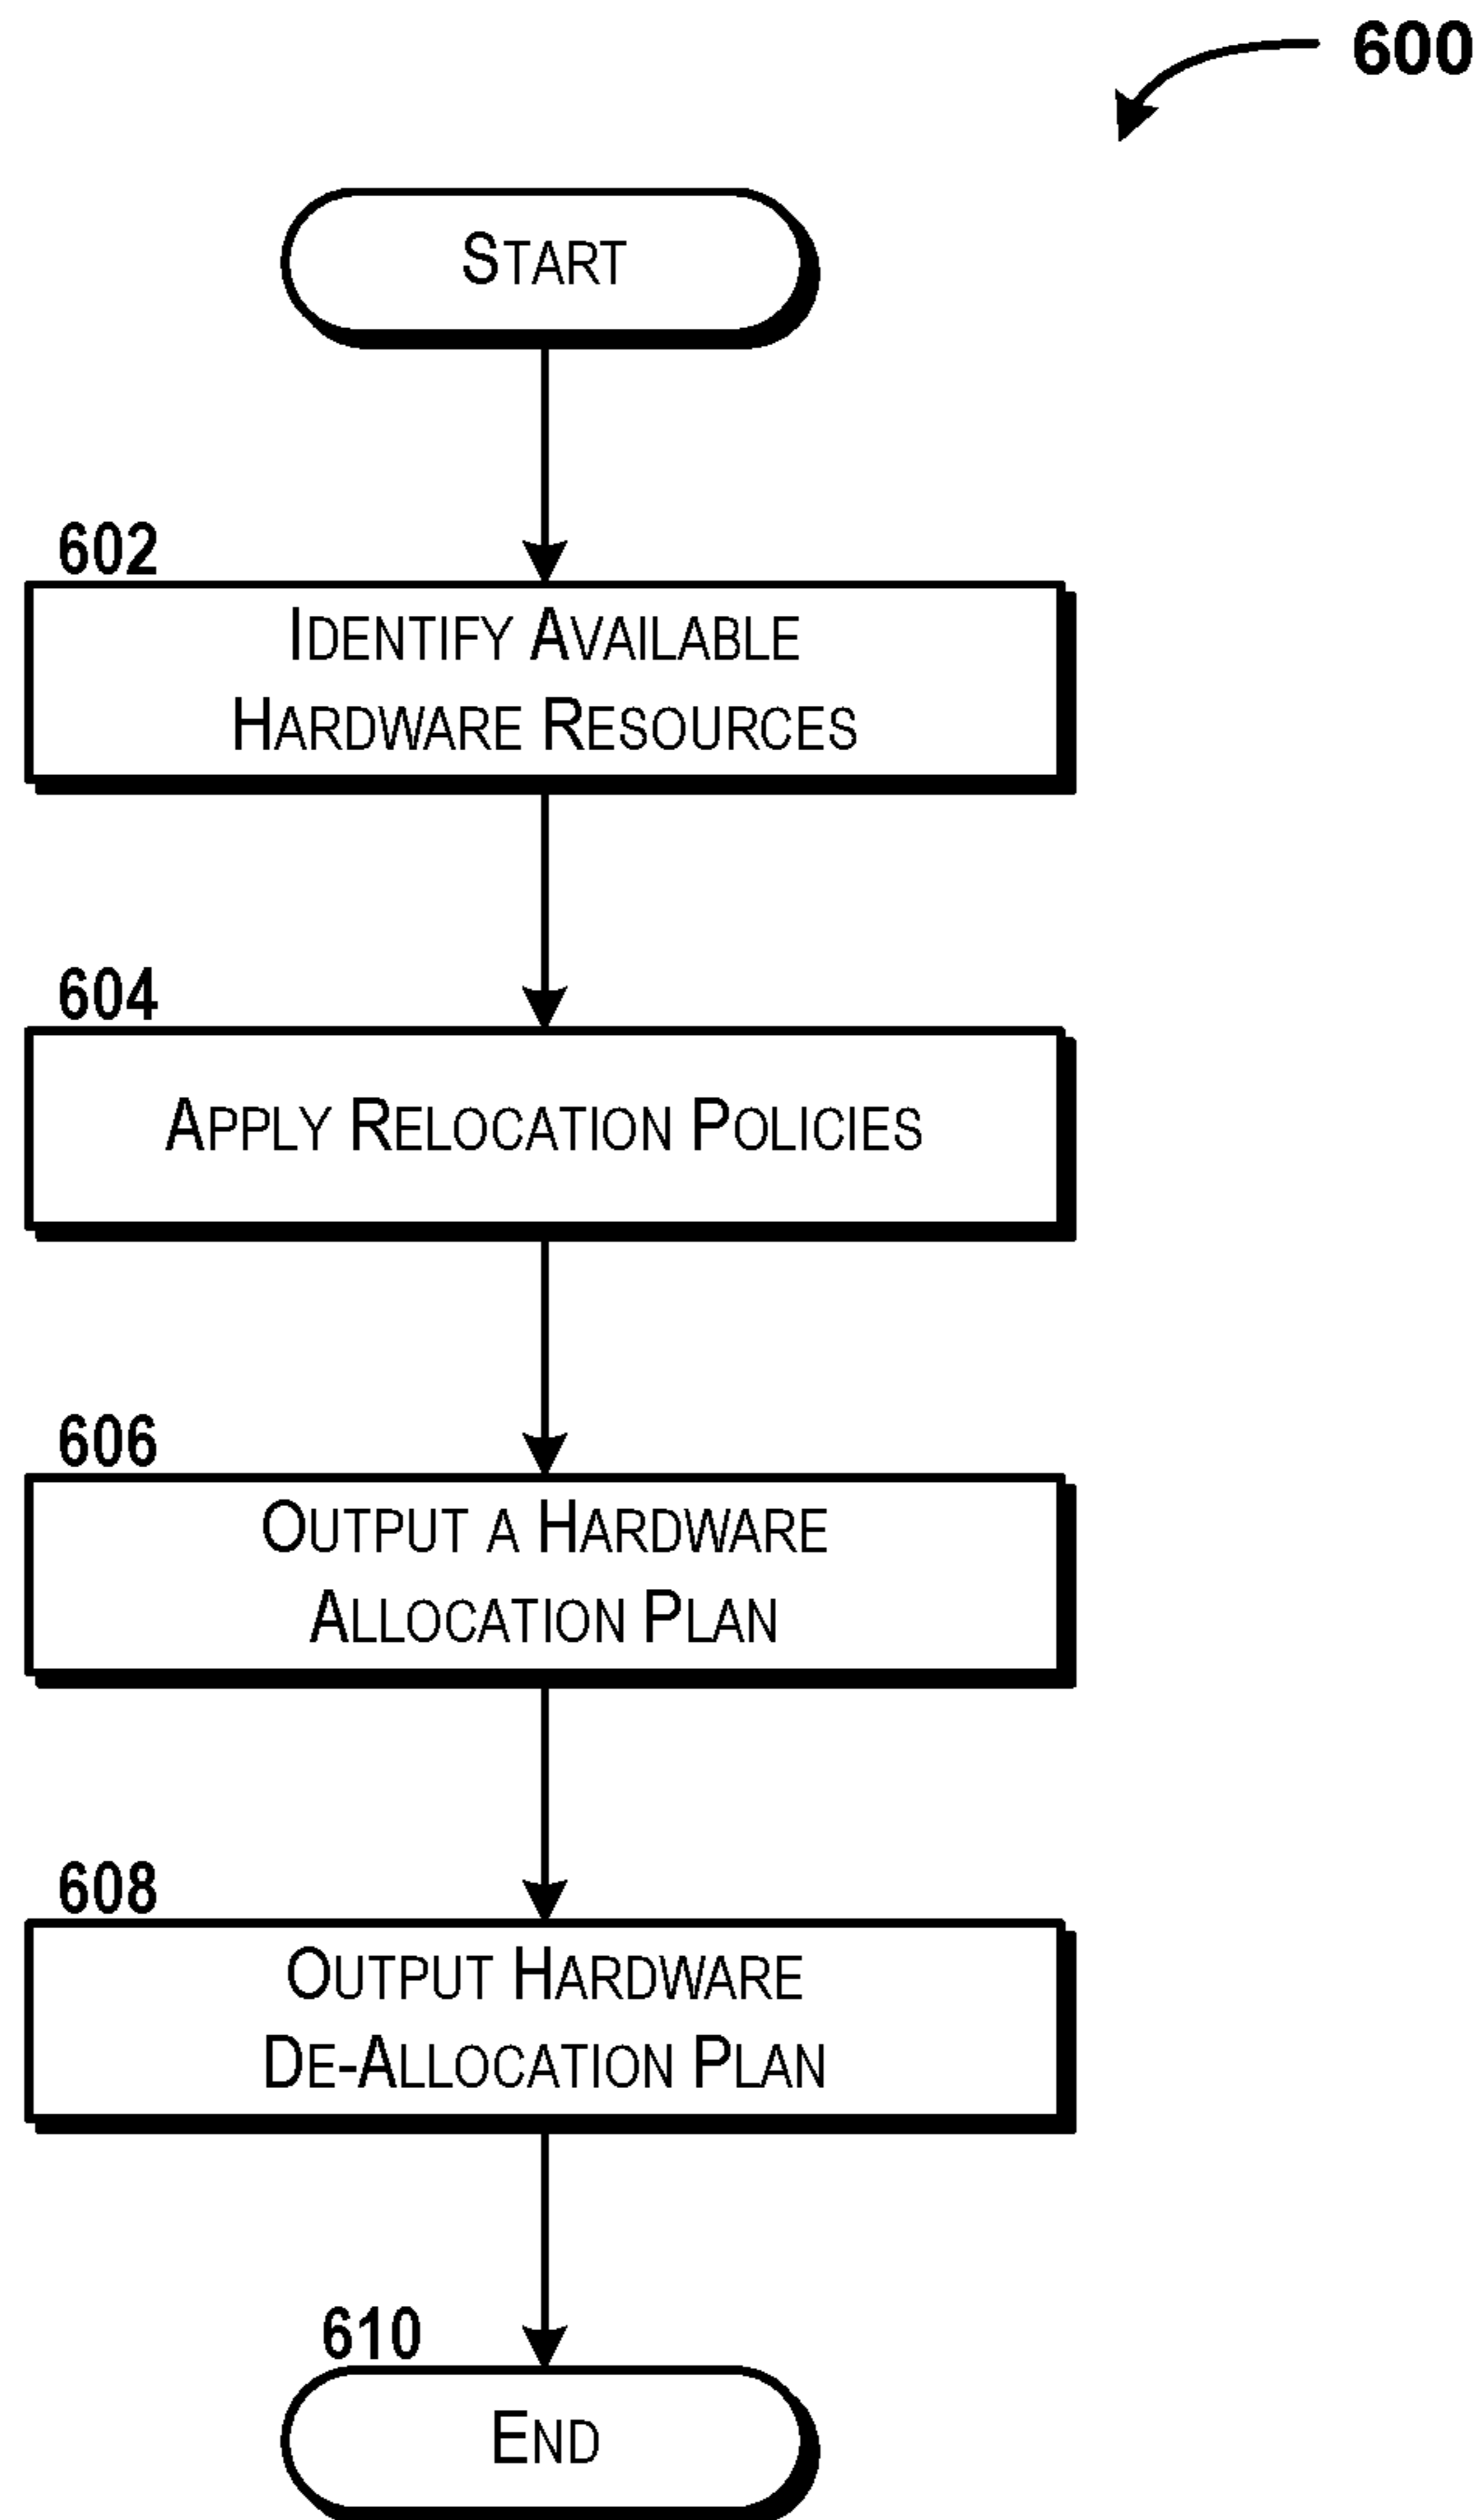 600
START
602
IDENTIFY AVAILABLE
HARDWARE RESOURCES
604
APPLY RELOCATION POLICIES
606
OUTPUT A HARDWARE
ALLOCATION PLAN
608
OUTPUT HARDWARE
DE-ALLOCATION PLAN
610
END